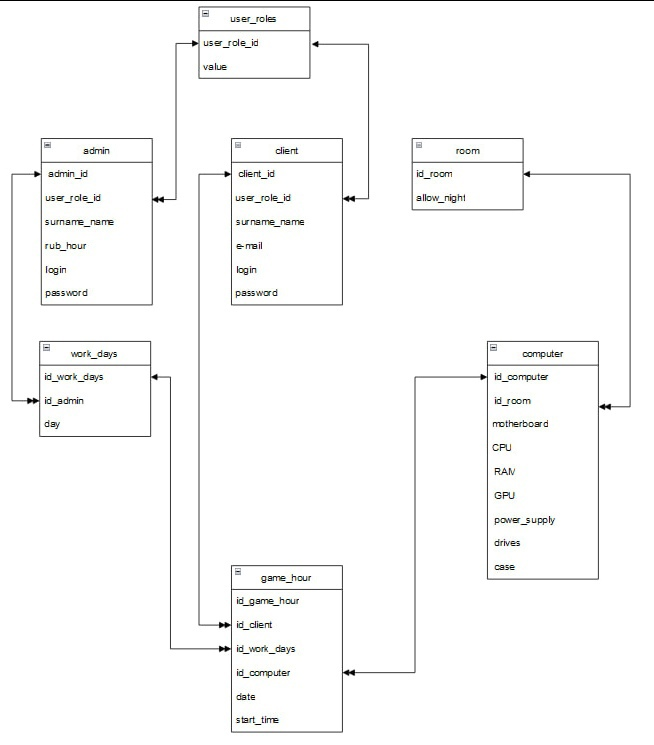 user_roles
user_role_id
value
admin
admin_id
user_role_id
surname_name
rub_hour
login
password
client
client_id
user_role_id
surname_name
e-mail
login
password
room
id_room
allow_night
work_days
id_work_days
id_admin
day
computer
id_computer
id_room
motherboard
CPU
RAM
GPU
power_supply
drives
case
game_hour
id_game_hour
id_client
id_work_days
id_computer
date
start_time